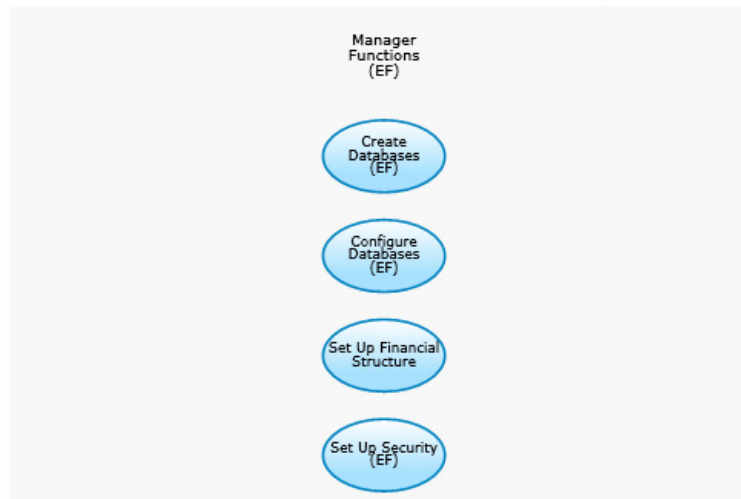 Manager
Functions
(EF)
Create
Databases
(EF)
Configure
Databases
(EF)
Set Up Financial
Structure
Set Up Security
(EF)